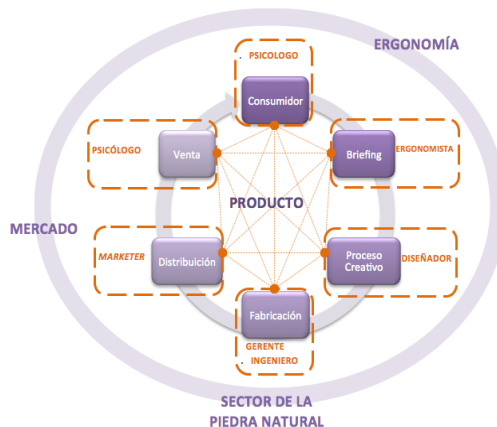 ERGONOMÍA
. PSICOLOGO
Consumidor
PSICÓLOGO
Venta
Briefing
ERGONOMISTA
PRODUCTO
MERCADO
MARKETER
Distribuición
Proceso
Creativo
DISEÑADOR
Fabricación
GERENTE
. INGENIERO
SECTOR DE LA
PIEDRA NATURAL